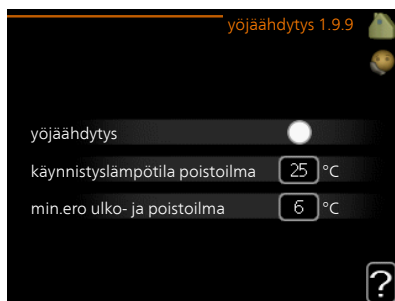 yöjäähdytys 1.9.9
yöjäähdytys
käynnistyslämpötila poistoilma 25 °C
min.ero ulko- ja poistoilma 6 °C
?